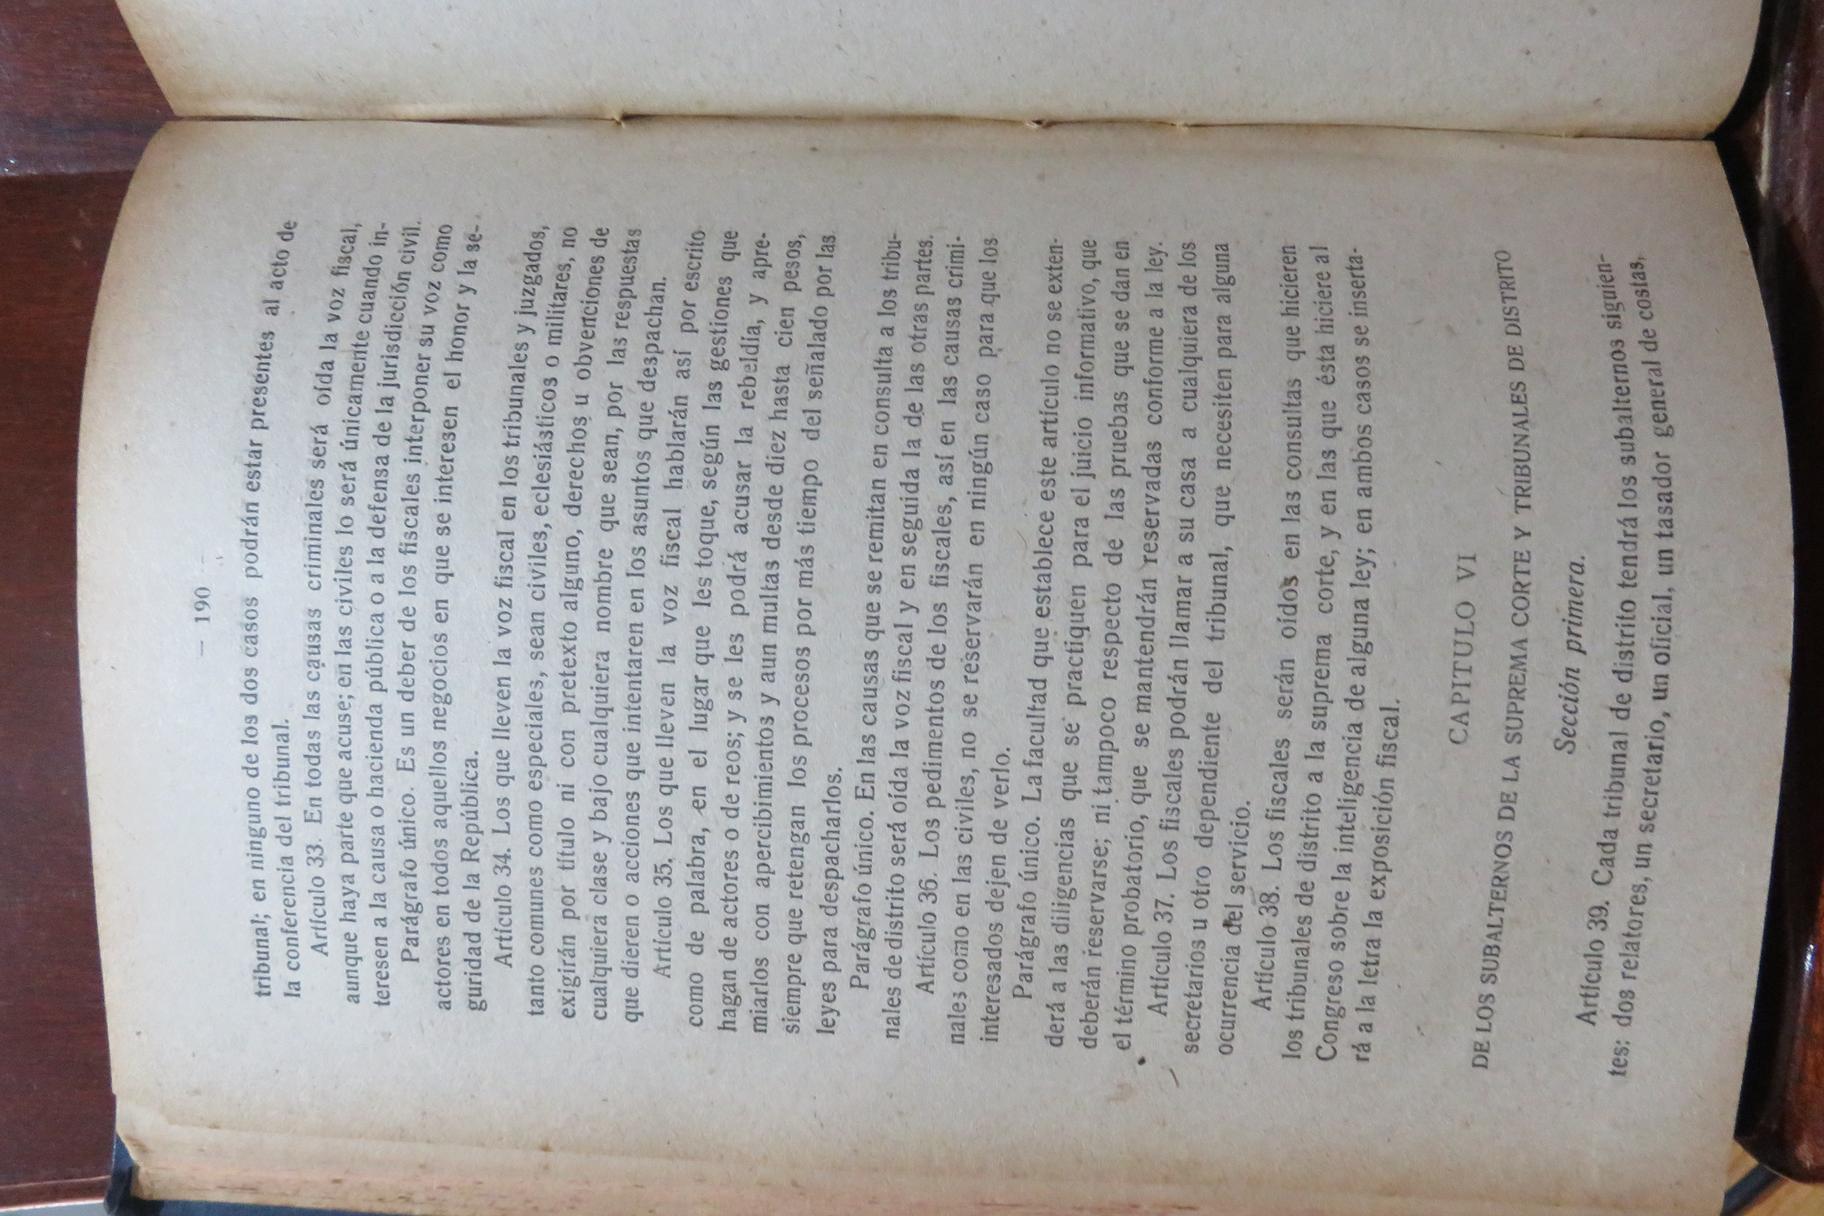 — 190
tribunal; en ninguno de los dos casos podrán estar presentes al acto de
la conferencia del tribunal.
Artículo 33. En todas las causas criminales será oída la voz fiscal,
aunque haya parte que acuse; en las civiles lo será únicamente cuando in-
teresen a la causa o hacienda pública o a la defensa de la jurisdicción civil.
Parágrafo único. Es un deber de los fiscales interponer su voz como
actores en todos aquellos negocios en que se interesen el honor y la se-
guridad de la República.
Artículo 34. Los que lleven la voz fiscal en los tribunales y juzgados,
tanto comunes como especiales, sean civiles, eclesiásticos o militares, no
exigirán por título ni con pretexto alguno, derechos u obvenciones de
cualquiera clase y bajo cualquiera nombre que sean, por las respuestas
que dieren o acciones que intentaren en los asuntos que despachan.
Artículo 35. Los que lleven la voz fiscal hablarán así por escrito
como de palabra, en el lugar que les toque, según las gestiones que
hagan de actores o de reos; y se les podrá acusar la rebeldía, y apre-
miarlos con apercibimientos y aun multas desde diez hasta cien pesos,
siempre que retengan los procesos por más tiempo del señalado por las
leyes para despacharlos.
Parágrafo único. En las causas que se remitan en consulta a los tribu-
nales de distrito será oída la voz fiscal y en seguida la de las otras partes.
Artículo 36. Los pedimentos de los fiscales, así en las causas crimi-
nales como en las civiles, no se reservarán en ningún caso para que los
interesados dejen de verlo.
Parágrafo único. La facultad que establece este artículo no se exten-
derá a las diligencias que se practiquen para el juicio informativo, que
deberán reservarse; ni tampoco respecto de las pruebas que se dan en
el término probatorio, que se mantendrán reservadas conforme a la ley.
Artículo 37. Los fiscales podrán llamar a su casa a cualquiera de los
secretarios u otro dependiente del tribunal, que necesiten para alguna
ocurrencia del servicio.
Artículo 38. Los fiscales serán oídos en las consultas que hicieren
los tribunales de distrito a la suprema corte, y en las que ésta hiciere al
Congreso sobre la inteligencia de alguna ley; en ambos casos se inserta-
rá a la letra la exposición fiscal.
CAPITULO VI
DE LOS SUBALTERNOS DE LA SUPREMA CORTE Y TRIBUNALES DE DISTRITO
Sección primera.
Artículo 39. Cada tribunal de distrito tendrá los subalternos siguien-
tes: dos relatores, un secretario, un oficial, un tasador general de costas,